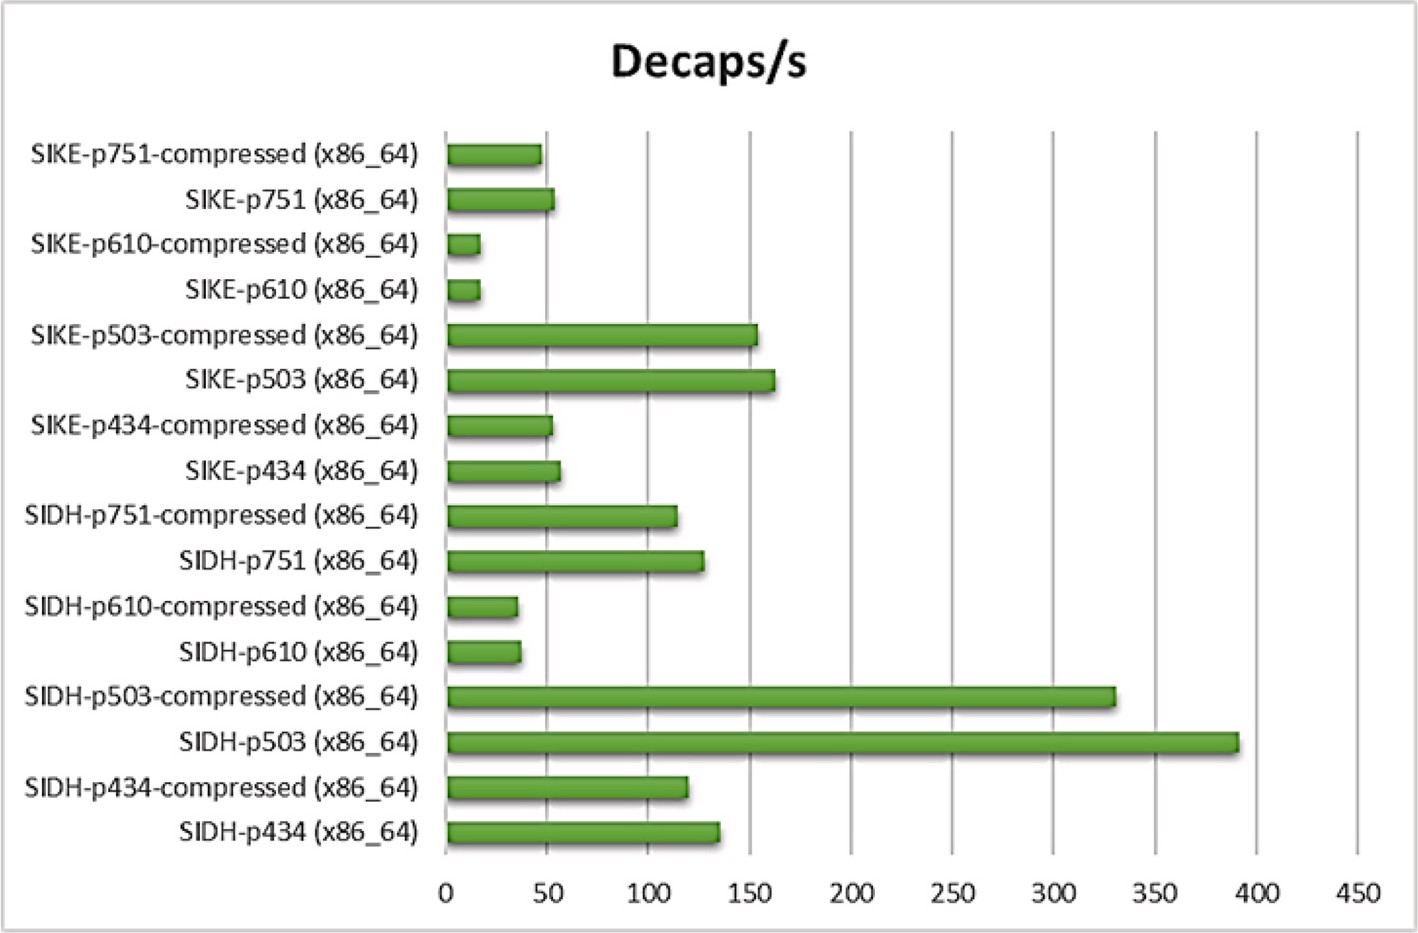 Decaps/s
SIKE-p751-compressed (x86_64)
SIKE-p751 (x86_64)
SIKE-p610-compressed (x86_64)
SIKE-p610 (x86_64)
SIKE-p503-compressed (x86_64)
SIKE-p503 (x86_64)
SIKE-p434-compressed (x86_64)
SIKE-p434 (x86_64)
SIDH-p751-compressed (x86_64)
SIDH-p751 (x86_64)
SIDH-p610-compressed (x86_64)
SIDH-p610 (x86_64)
SIDH-p503-compressed (x86_64)
SIDH-p503 (x86_64)
SIDH-p434-compressed (x86_64)
SIDH-p434 (x86_64)
0 50 100 150 200 250 300 350 400 450